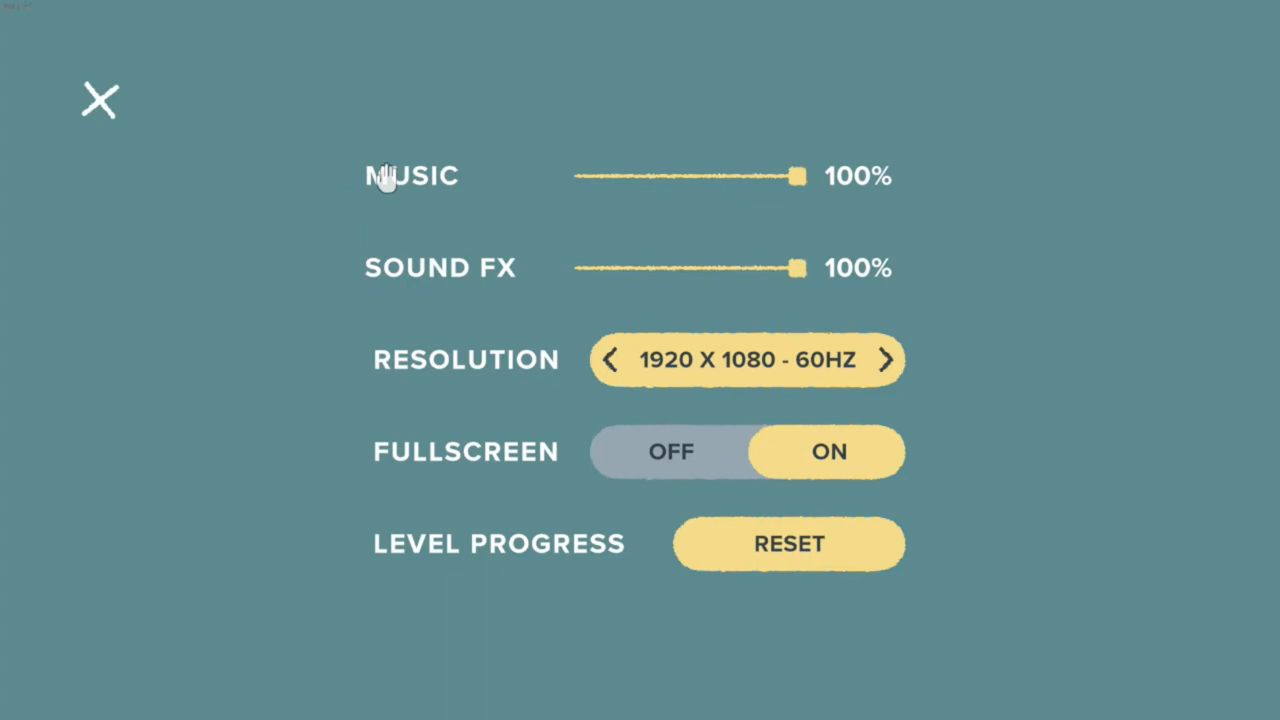 MUSIC 100%
SOUND FX 100%
RESOLUTION 1920 X 1080 - 60HZ
FULLSCREEN OFF ON
LEVEL PROGRESS RESET